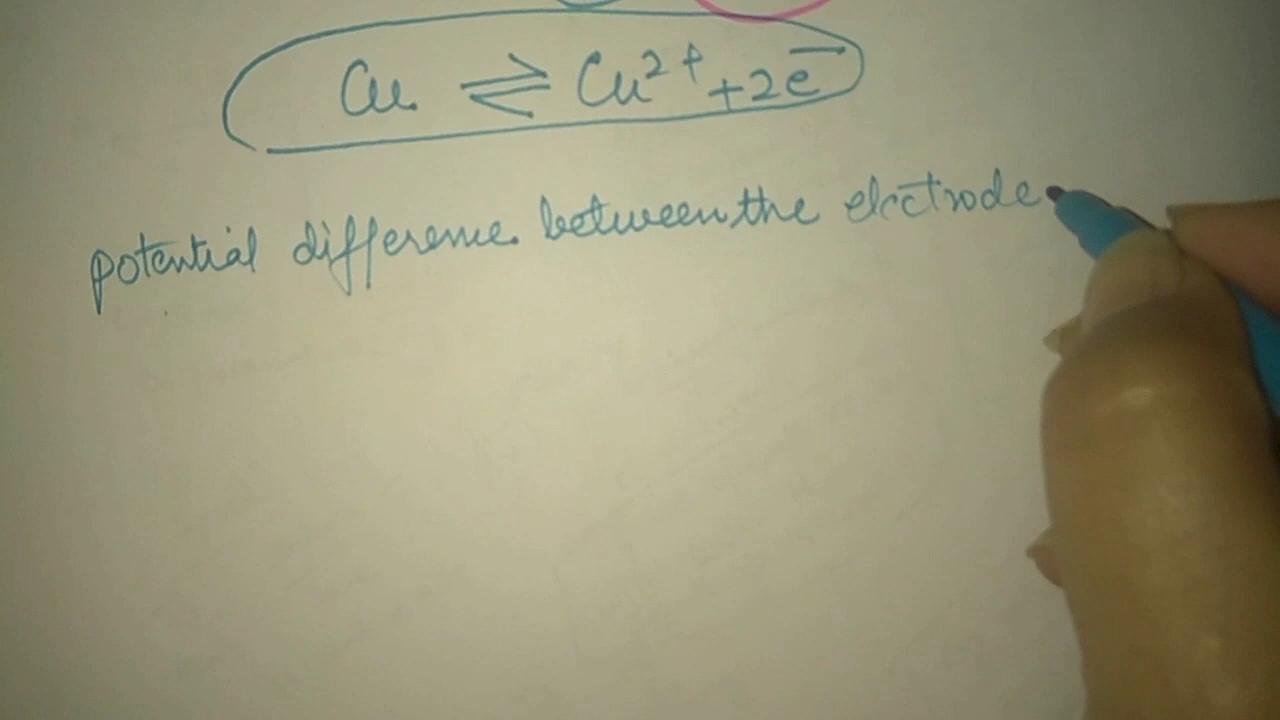 Cu ⇌ Cu²⁺ + 2e⁻
potential difference between the electrode